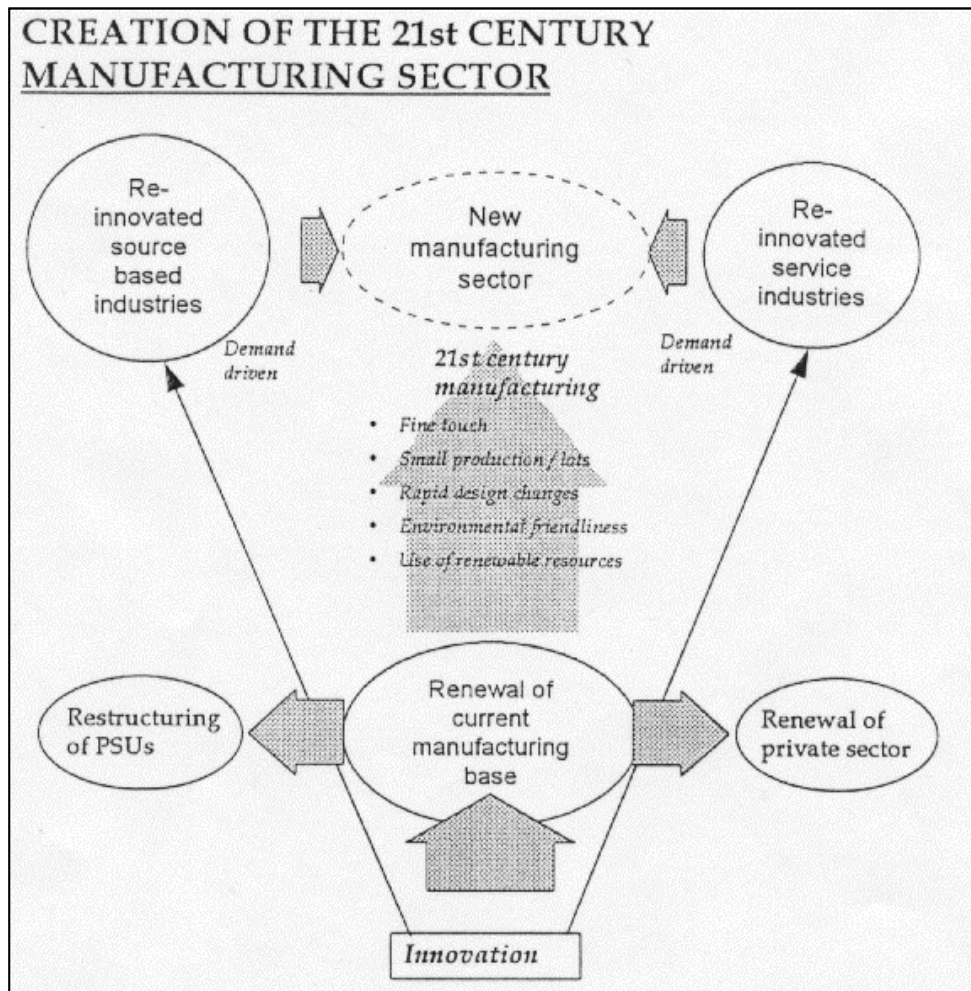 CREATION OF THE 21st CENTURY
MANUFACTURING SECTOR
Re-
innovated
source
based
industries
New
manufacturing
sector
Re-
innovated
service
industries
Demand
driven
Demand
driven
21st century
manufacturing
• Fine touch
• Small production / lots
• Rapid design changes
• Environmental friendliness
• Use of renewable resources
Restructuring
of PSUs
Renewal of
current
manufacturing
base
Renewal of
private sector
Innovation